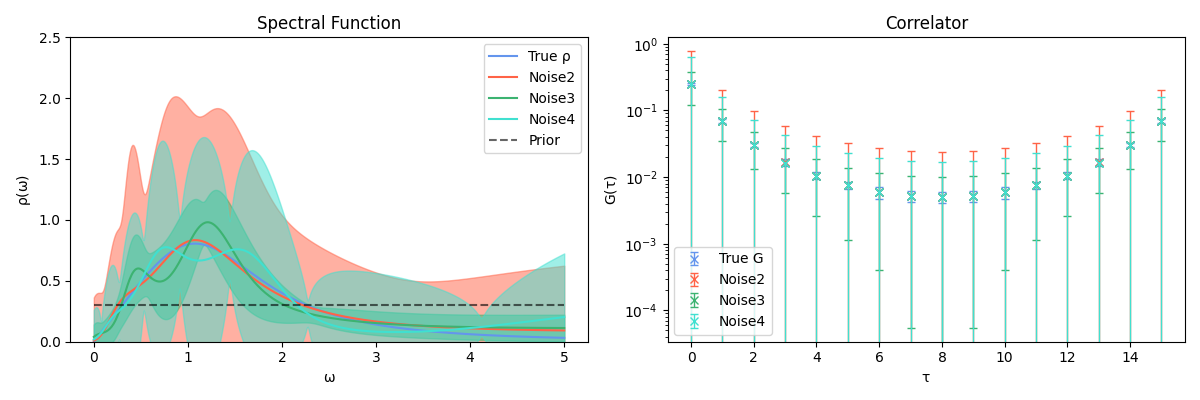 Spectral Function
2.5
2.0
1.5
1.0
0.5
0.0
ρ(ω)
0 1 2 3 4 5
ω
True ρ
Noise2
Noise3
Noise4
Prior
Correlator
10⁰
10⁻¹
10⁻²
10⁻³
10⁻⁴
G(τ)
0 2 4 6 8 10 12 14
τ
True G
Noise2
Noise3
Noise4